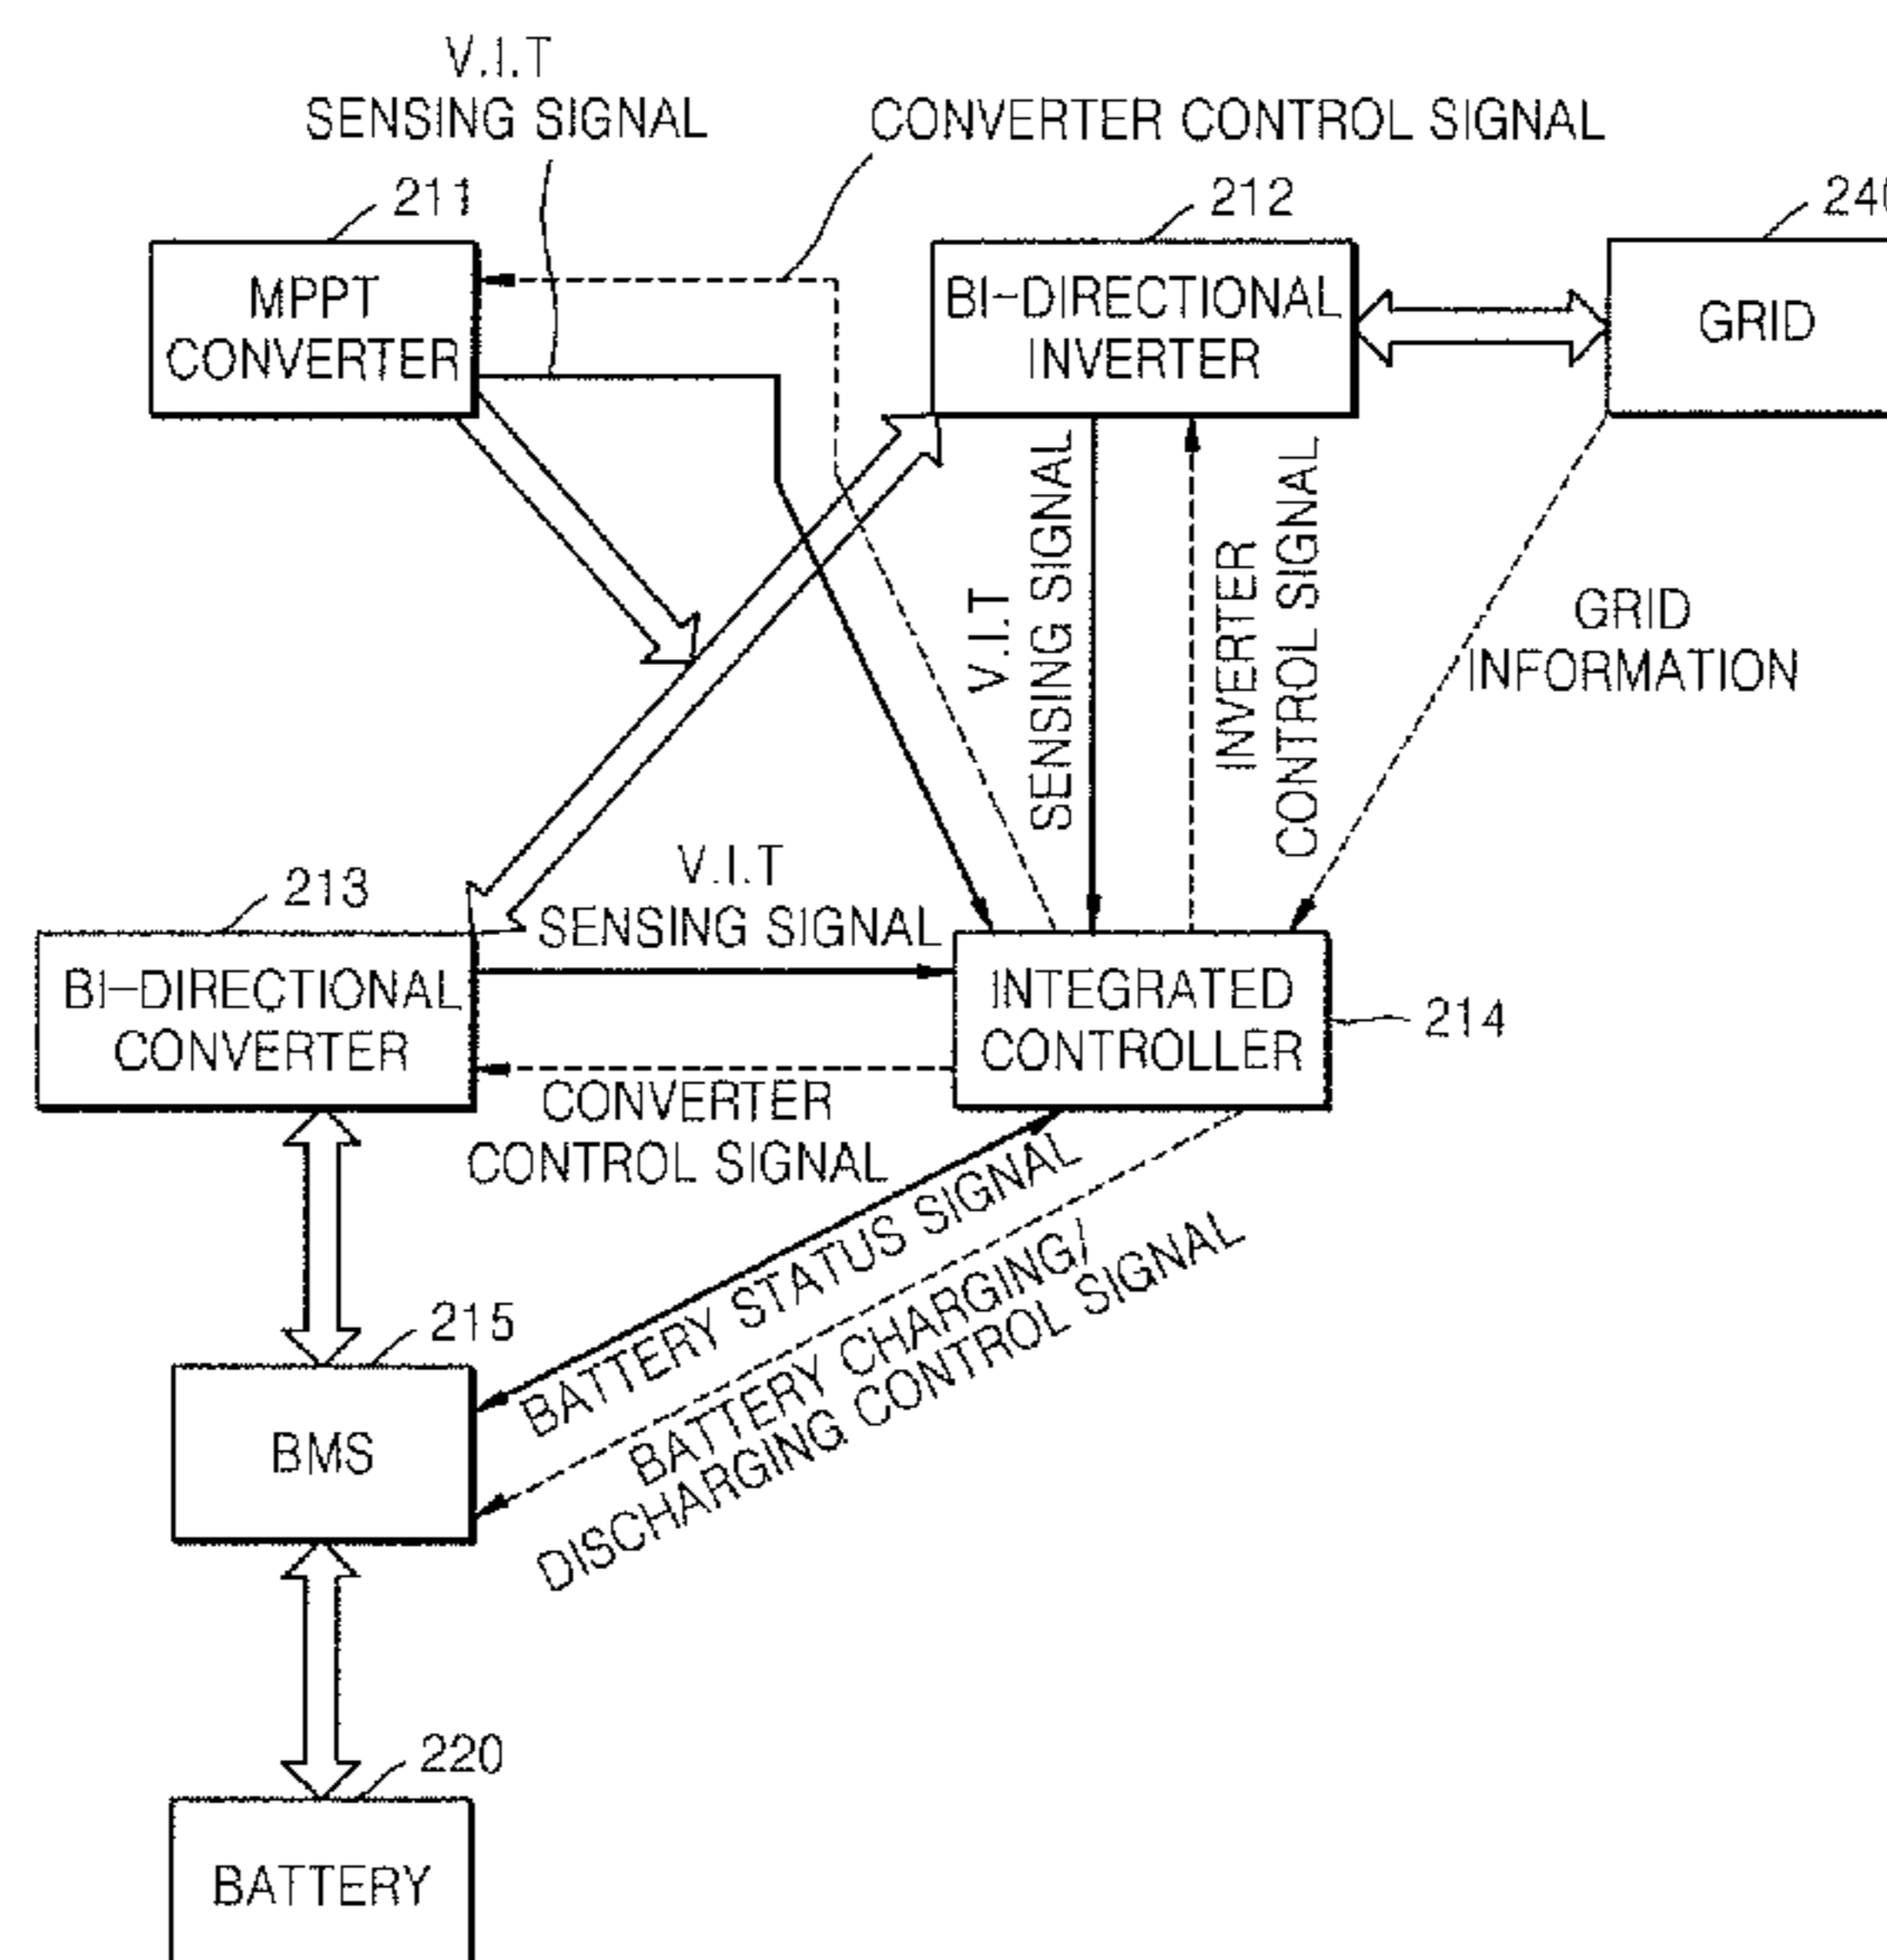 V.I.T
SENSING SIGNAL
CONVERTER CONTROL SIGNAL
211
212
240
MPPT
CONVERTER
BI-DIRECTIONAL
INVERTER
GRID
V.I.T
SENSING SIGNAL
INVERTER
CONTROL SIGNAL
GRID
INFORMATION
213
V.I.T
SENSING SIGNAL
BI-DIRECTIONAL
CONVERTER
INTEGRATED
CONTROLLER
214
CONVERTER
CONTROL SIGNAL
BATTERY STATUS SIGNAL
BATTERY CHARGING/
DISCHARGING CONTROL SIGNAL
215
BMS
220
BATTERY